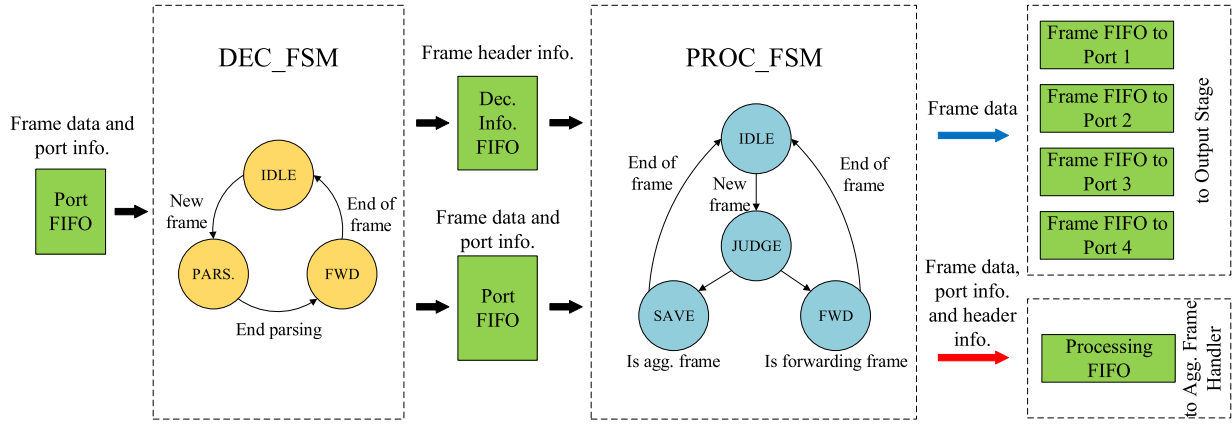 Frame data and
port info.
Port
FIFO
DEC_FSM
IDLE
New
frame
End of
frame
PARS.
FWD
End parsing
Frame header info.
Dec.
Info.
FIFO
Frame data and
port info.
Port
FIFO
PROC_FSM
IDLE
End of
frame
New
frame
End of
frame
JUDGE
SAVE
FWD
Is agg. frame
Is forwarding frame
Frame data
Frame data,
port info.
and header
info.
Frame FIFO to
Port 1
Frame FIFO to
Port 2
Frame FIFO to
Port 3
Frame FIFO to
Port 4
to Output Stage
Processing
FIFO
to Agg. Frame
Handler